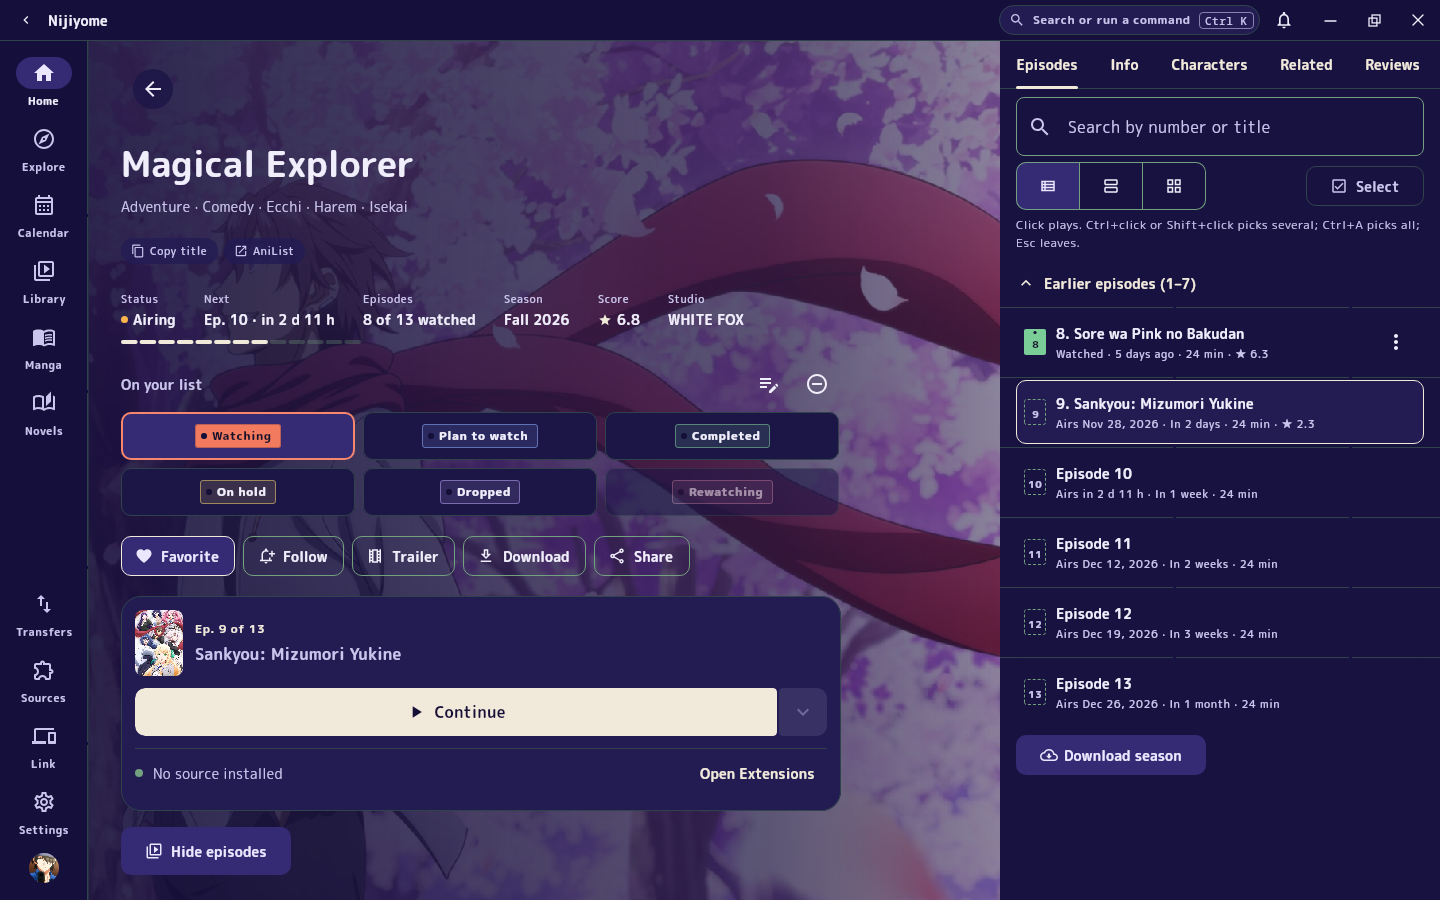 Nijiyome
Search or run a command Ctrl K
Home
Explore
Calendar
Library
Manga
Novels
Transfers
Sources
Link
Settings
Magical Explorer
Adventure · Comedy · Ecchi · Harem · Isekai
Copy title
AniList
Status
Airing
Next
Ep. 10 · in 2 d 11 h
Episodes
8 of 13 watched
Season
Fall 2026
Score
★ 6.8
Studio
WHITE FOX
On your list
Watching
Plan to watch
Completed
On hold
Dropped
Rewatching
Favorite
Follow
Trailer
Download
Share
Ep. 9 of 13
Sankyou: Mizumori Yukine
Continue
No source installed
Open Extensions
Hide episodes
Episodes
Info
Characters
Related
Reviews
Search by number or title
Select
Click plays. Ctrl+click or Shift+click picks several; Ctrl+A picks all;
Esc leaves.
Earlier episodes (1–7)
8
8. Sore wa Pink no Bakudan
Watched · 5 days ago · 24 min · ★ 6.3
9
9. Sankyou: Mizumori Yukine
Airs Nov 28, 2026 · In 2 days · 24 min · ★ 2.3
10
Episode 10
Airs in 2 d 11 h · In 1 week · 24 min
11
Episode 11
Airs Dec 12, 2026 · In 2 weeks · 24 min
12
Episode 12
Airs Dec 19, 2026 · In 3 weeks · 24 min
13
Episode 13
Airs Dec 26, 2026 · In 1 month · 24 min
Download season